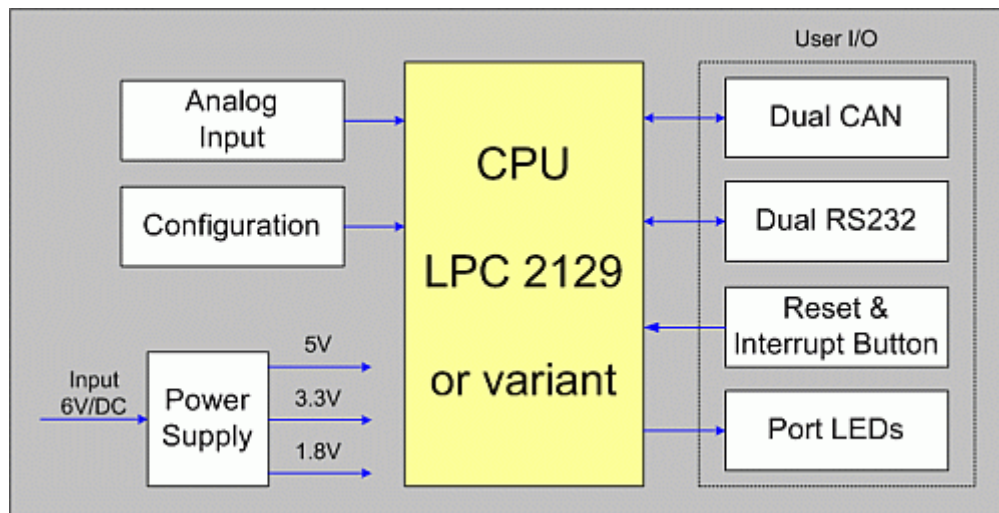 User I/O
Analog
Input
Configuration
CPU
LPC 2129
or variant
Dual CAN
Dual RS232
Reset &
Interrupt Button
Port LEDs
Input
6V/DC
Power
Supply
5V
3.3V
1.8V